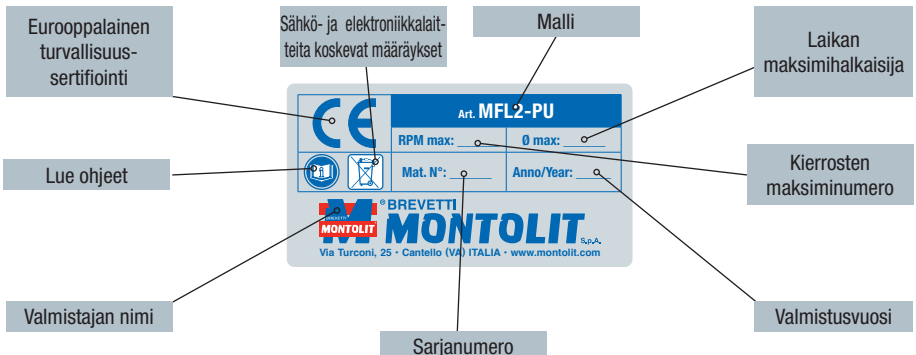 Eurooppalainen
turvallisuus-
sertifiointi
Sähkö- ja elektroniikkalait-
teita koskevat määräykset
Malli
Laikan
maksimihalkaisija
Art. MFL2-PU
RPM max:
Ø max:
Lue ohjeet
Mat. N°:
Anno/Year:
Kierrosten
maksiminumero
BREVETTI
MONTOLIT
®BREVETTI
MONTOLIT S.p.A.
Via Turconi, 25 · Cantello (VA) ITALIA · www.montolit.com
Valmistajan nimi
Sarjanumero
Valmistusvuosi